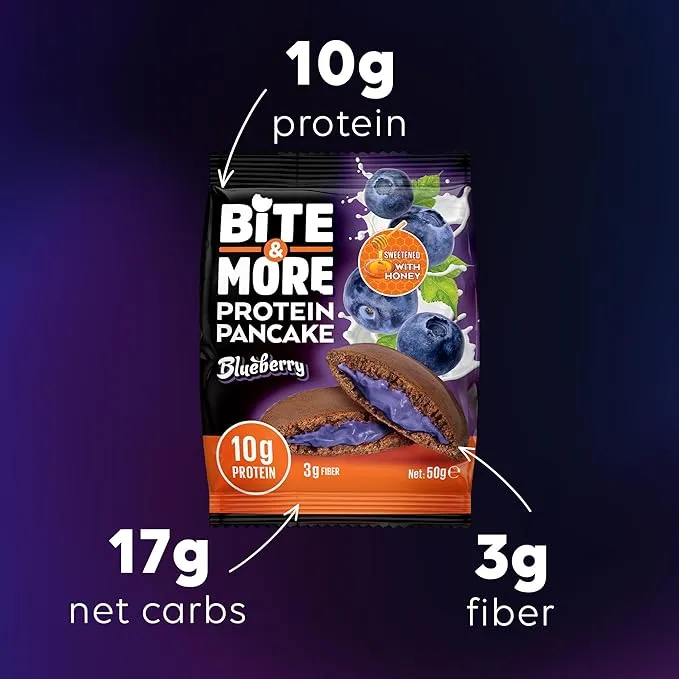 10g
protein
BiTE
&
MORE
PROTEIN
PANCAKE
Blueberry
SWEETENED
WITH
HONEY
10g
PROTEIN
3g FIBER
Net: 50g℮
17g
net carbs
3g
fiber